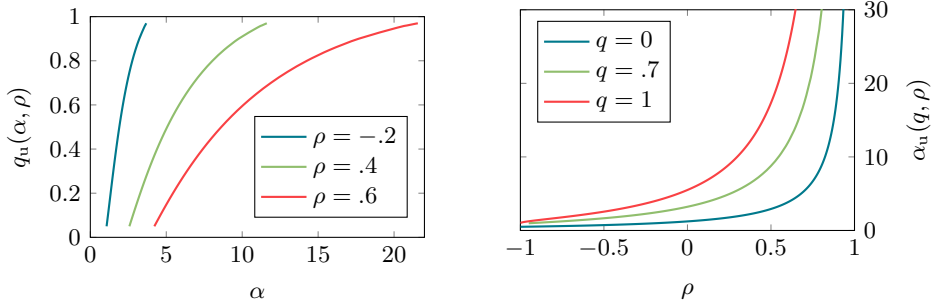 1
0.8
0.6
0.4
0.2
0
q_u(α, ρ)
ρ = −.2
ρ = .4
ρ = .6
0 5 10 15 20
α
q = 0
q = .7
q = 1
30
20
10
0
α_u(q, ρ)
−1 −0.5 0 0.5 1
ρ